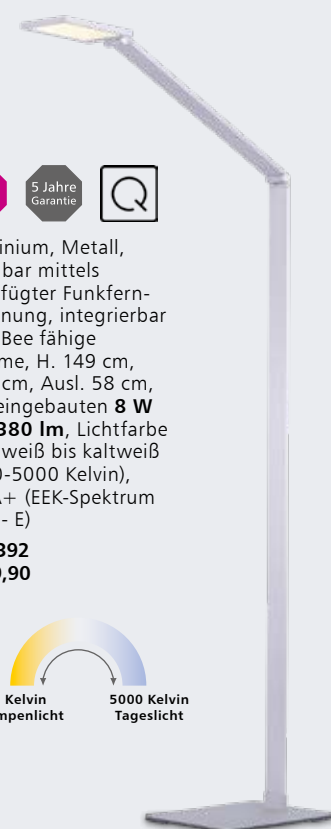 5 Jahre
Garantie
Q
inium, Metall,
bar mittels
fügter Funkfern-
nung, integrierbar
Bee fähige
me, H. 149 cm,
cm, Ausl. 58 cm,
eingebauten 8 W
380 lm, Lichtfarbe
weiß bis kaltweiß
0-5000 Kelvin),
A+ (EEK-Spektrum
- E)
392
9,90
Kelvin
mpenlicht
5000 Kelvin
Tageslicht